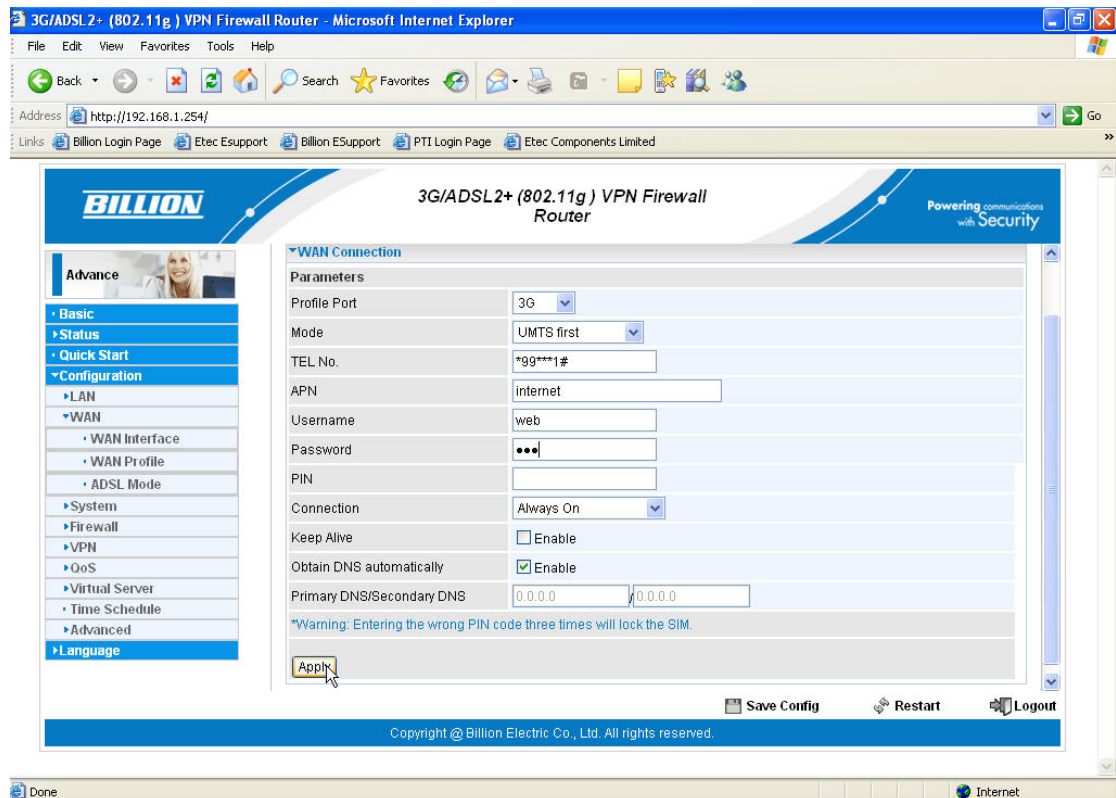 3G/ADSL2+ (802.11g ) VPN Firewall Router - Microsoft Internet Explorer
File Edit View Favorites Tools Help
Back Search Favorites
Address http://192.168.1.254/ Go
Links Billion Login Page Etec Esupport Billion ESupport PTI Login Page Etec Components Limited »
BILLION
3G/ADSL2+ (802.11g ) VPN Firewall
Router
Powering communications
with Security
Advance
Basic
Status
Quick Start
Configuration
LAN
WAN
WAN Interface
WAN Profile
ADSL Mode
System
Firewall
VPN
QoS
Virtual Server
Time Schedule
Advanced
Language
WAN Connection
Parameters
Profile Port 3G
Mode UMTS first
TEL No. *99***1#
APN internet
Username web
Password •••
PIN
Connection Always On
Keep Alive Enable
Obtain DNS automatically Enable
Primary DNS/Secondary DNS 0.0.0.0 / 0.0.0.0
*Warning: Entering the wrong PIN code three times will lock the SIM.
Apply
Save Config Restart Logout
Copyright @ Billion Electric Co., Ltd. All rights reserved.
Done Internet